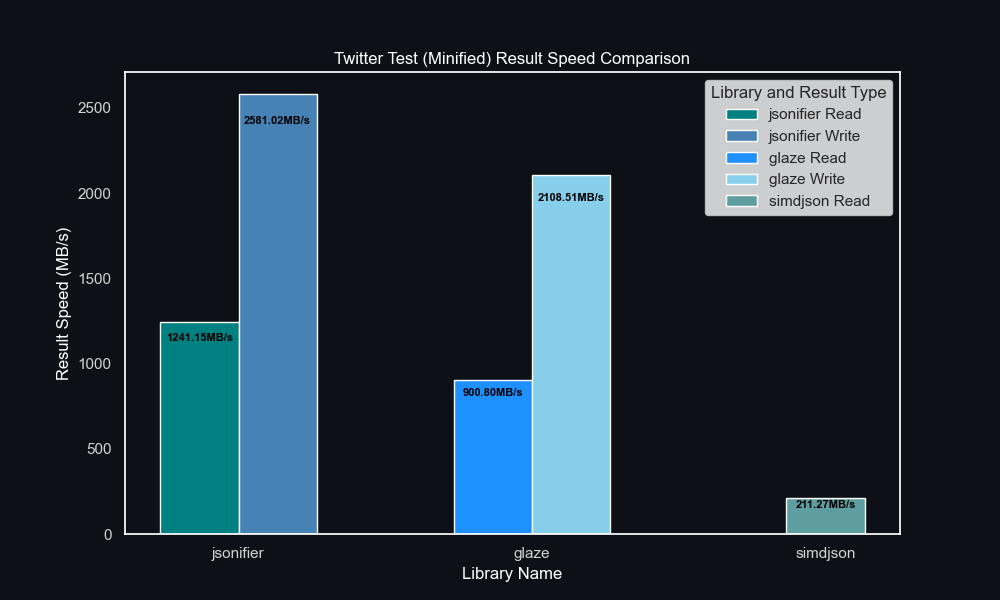 Twitter Test (Minified) Result Speed Comparison
Library and Result Type
jsonifier Read
jsonifier Write
glaze Read
glaze Write
simdjson Read
Result Speed (MB/s)
2500
2000
1500
1000
500
0
1241.15MB/s
2581.02MB/s
900.80MB/s
2108.51MB/s
211.27MB/s
jsonifier
glaze
simdjson
Library Name